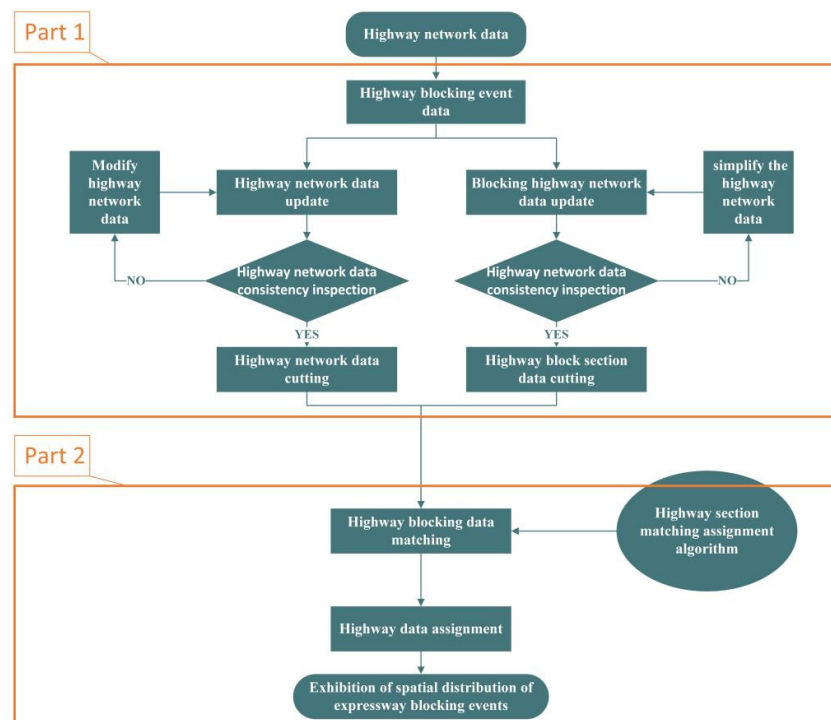 Part 1
Highway network data
Highway blocking event
data
Modify
highway
network
data
Highway network data
update
Blocking highway network
data update
simplify the
highway
network
data
Highway network data
consistency inspection
Highway network data
consistency inspection
NO
NO
YES
YES
Highway network data
cutting
Highway block section
data cutting
Part 2
Highway blocking data
matching
Highway section
matching assignment
algorithm
Highway data assignment
Exhibition of spatial distribution of
expressway blocking events